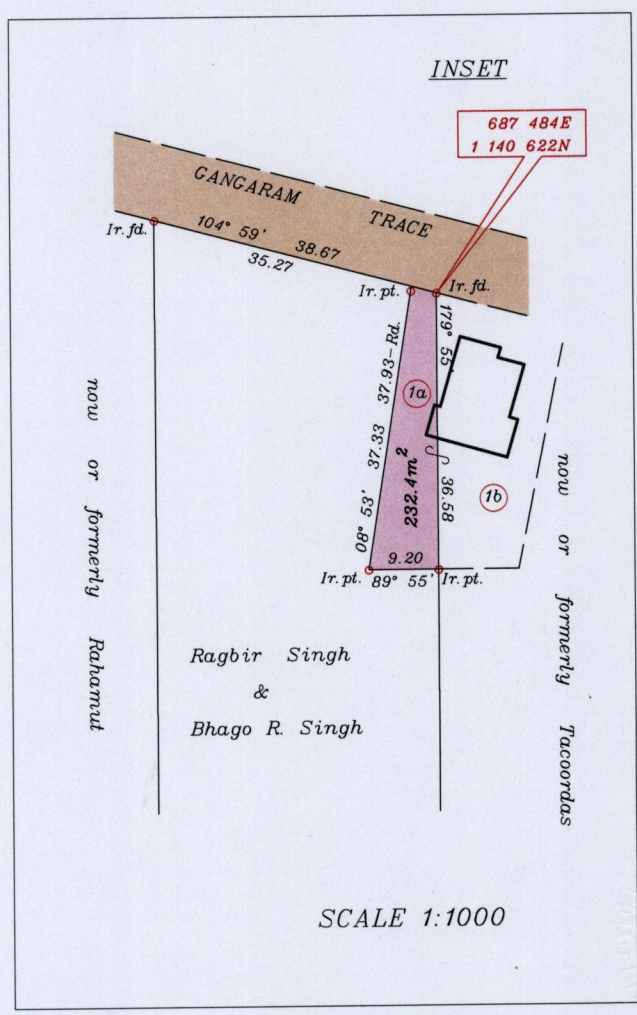 INSET
687 484E
1 140 622N
GANGARAM TRACE
Ir. fd.
104° 59' 38.67
35.27
Ir. pt.
Ir. fd.
179° 55'
37.93-Rd.
1a
37.33
08° 53'
232.4m²
36.58
1b
9.20
Ir. pt.
89° 55'
Ir. pt.
now or formerly Rahamut
now or formerly Tacoordas
Ragbir Singh
&
Bhago R. Singh
SCALE 1:1000